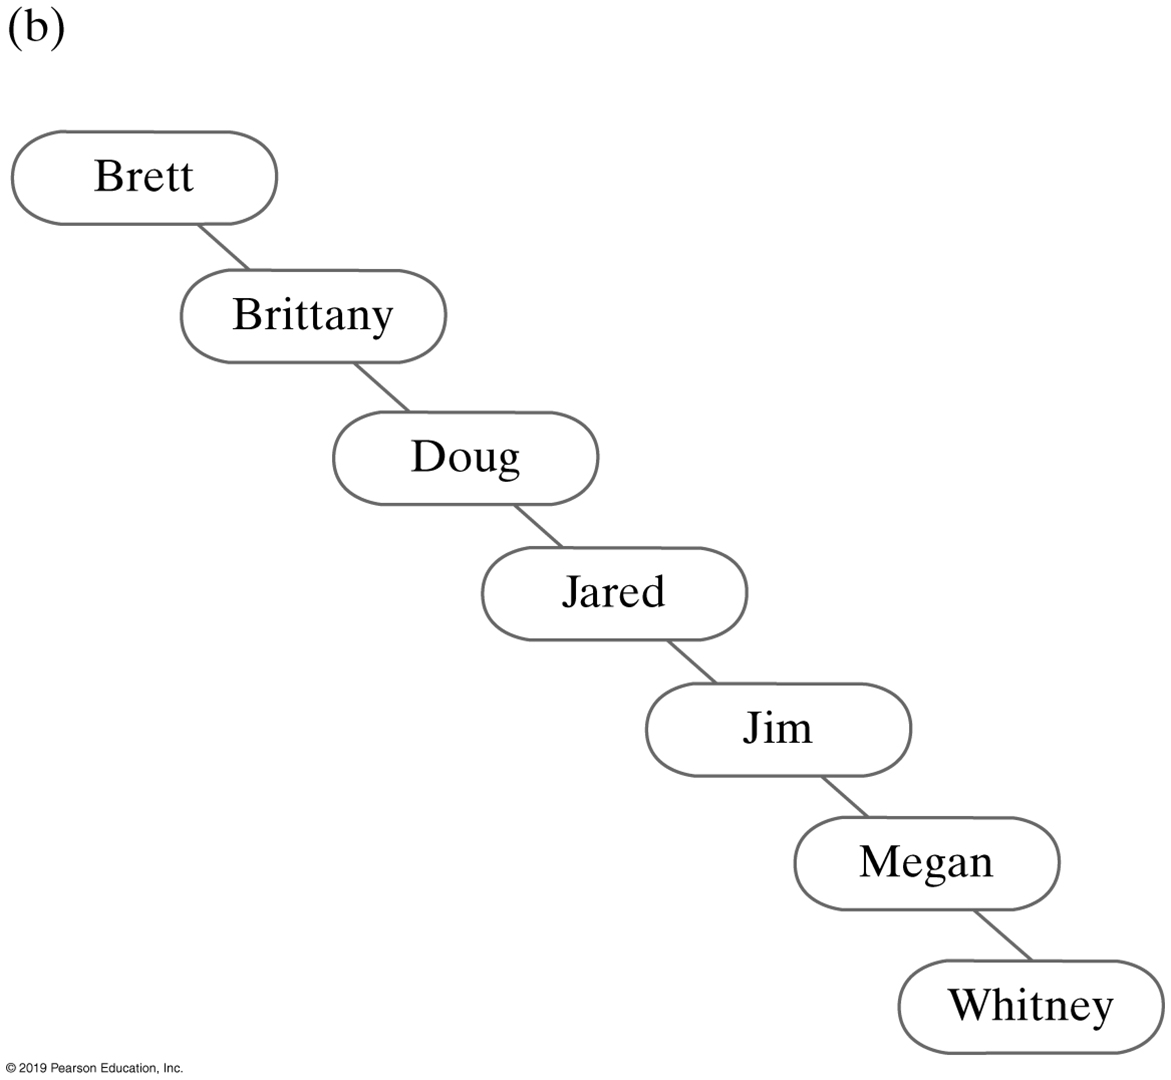 (b)
Brett
Brittany
Doug
Jared
Jim
Megan
Whitney
© 2019 Pearson Education, Inc.